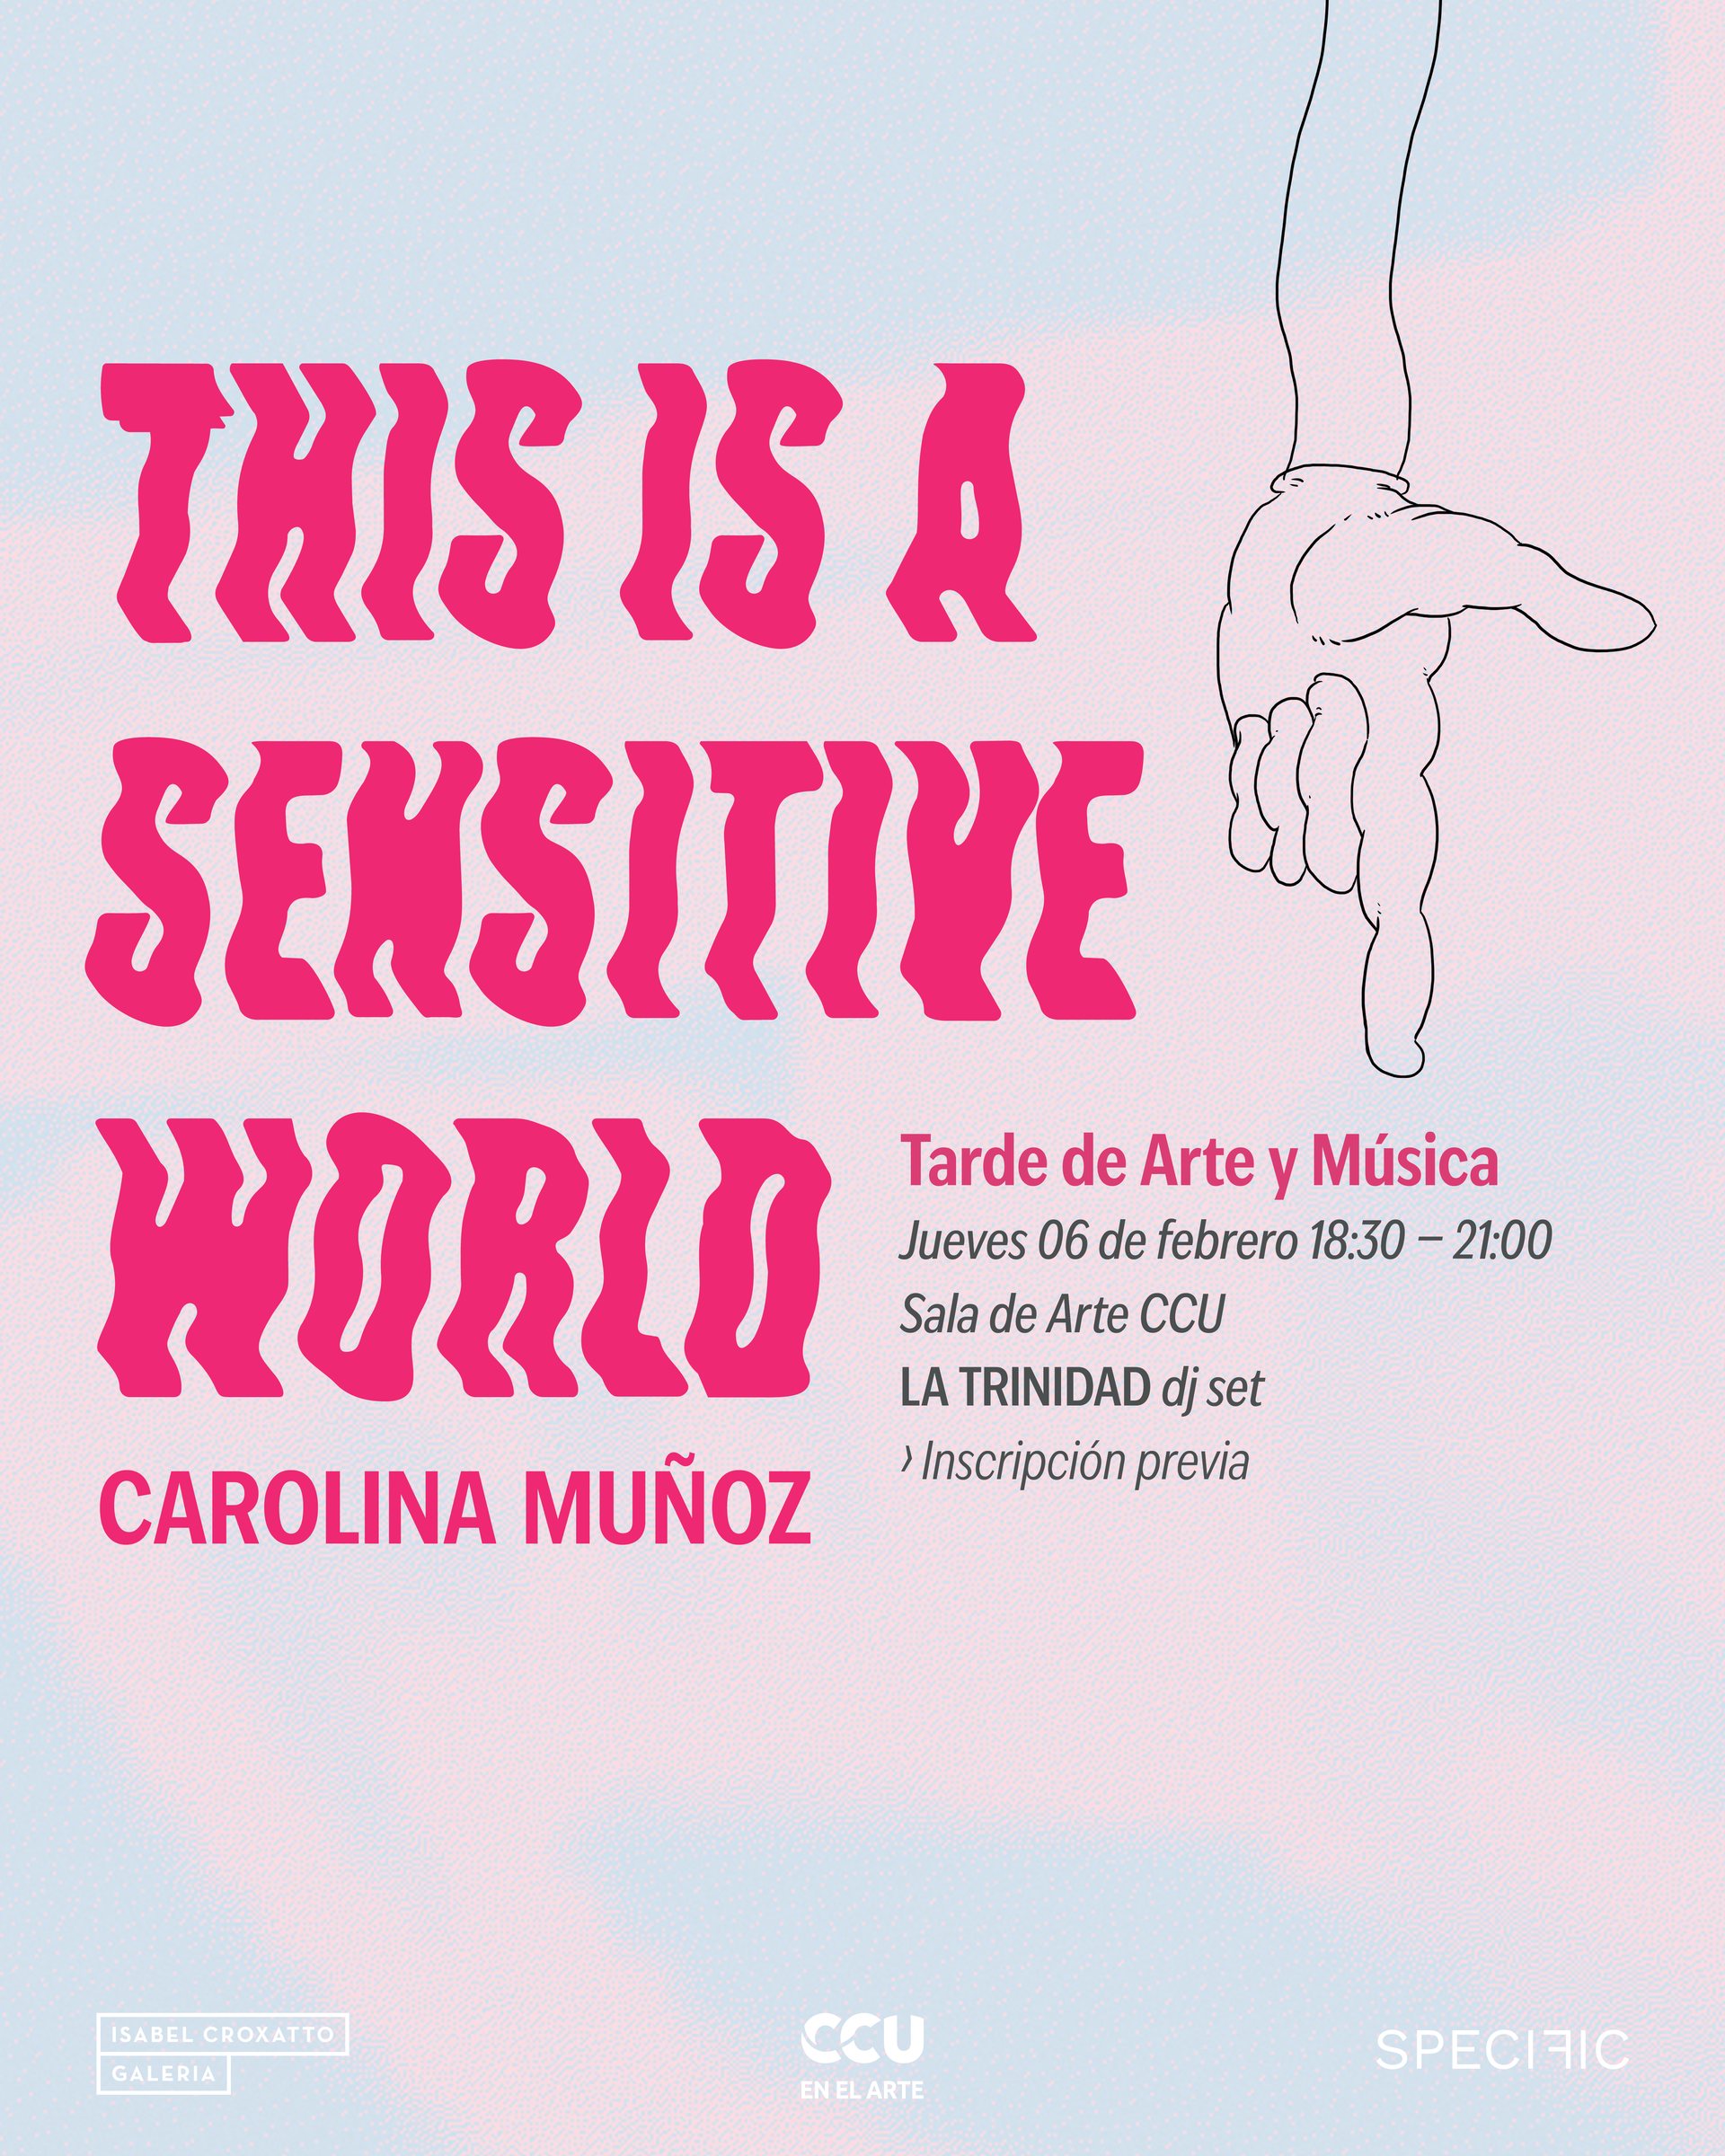 THIS IS A
SENSITIVE
WORLD
CAROLINA MUÑOZ
Tarde de Arte y Música
Jueves 06 de febrero 18:30 – 21:00
Sala de Arte CCU
LA TRINIDAD dj set
› Inscripción previa
ISABEL CROXATTO
GALERIA
CCU
EN EL ARTE
SPECIFIC